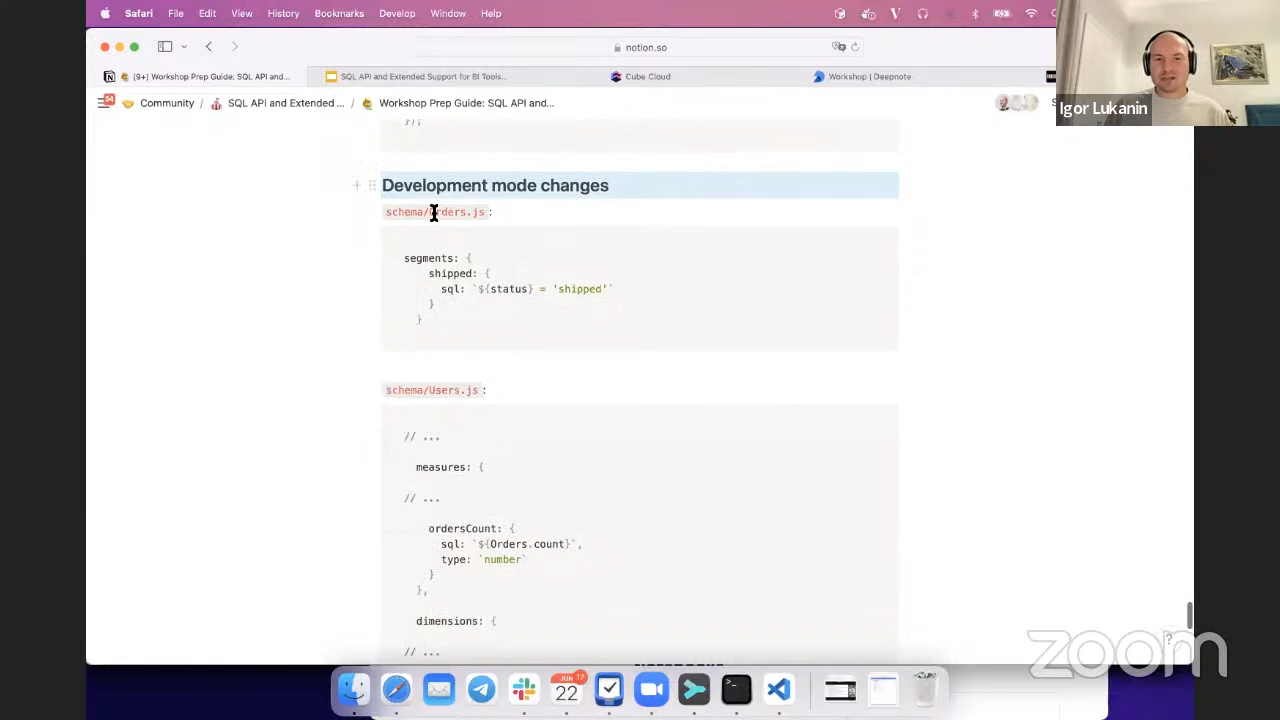 Safari File Edit View History Bookmarks Develop Window Help
notion.so
(9+) Workshop Prep Guide: SQL API and...
SQL API and Extended Support for BI Tools...
Cube Cloud
Workshop | Deepnote
Community / SQL API and Extended ... / Workshop Prep Guide: SQL API and...
Igor Lukanin
});
Development mode changes
schema/Orders.js :
segments: {
shipped: {
sql: `${status} = 'shipped'`
}
}
schema/Users.js :
// ...
measures: {
// ...
ordersCount: {
sql: `${Orders.count}`,
type: `number`
}
},
dimensions: {
// ...
zoom
JUN 17
22